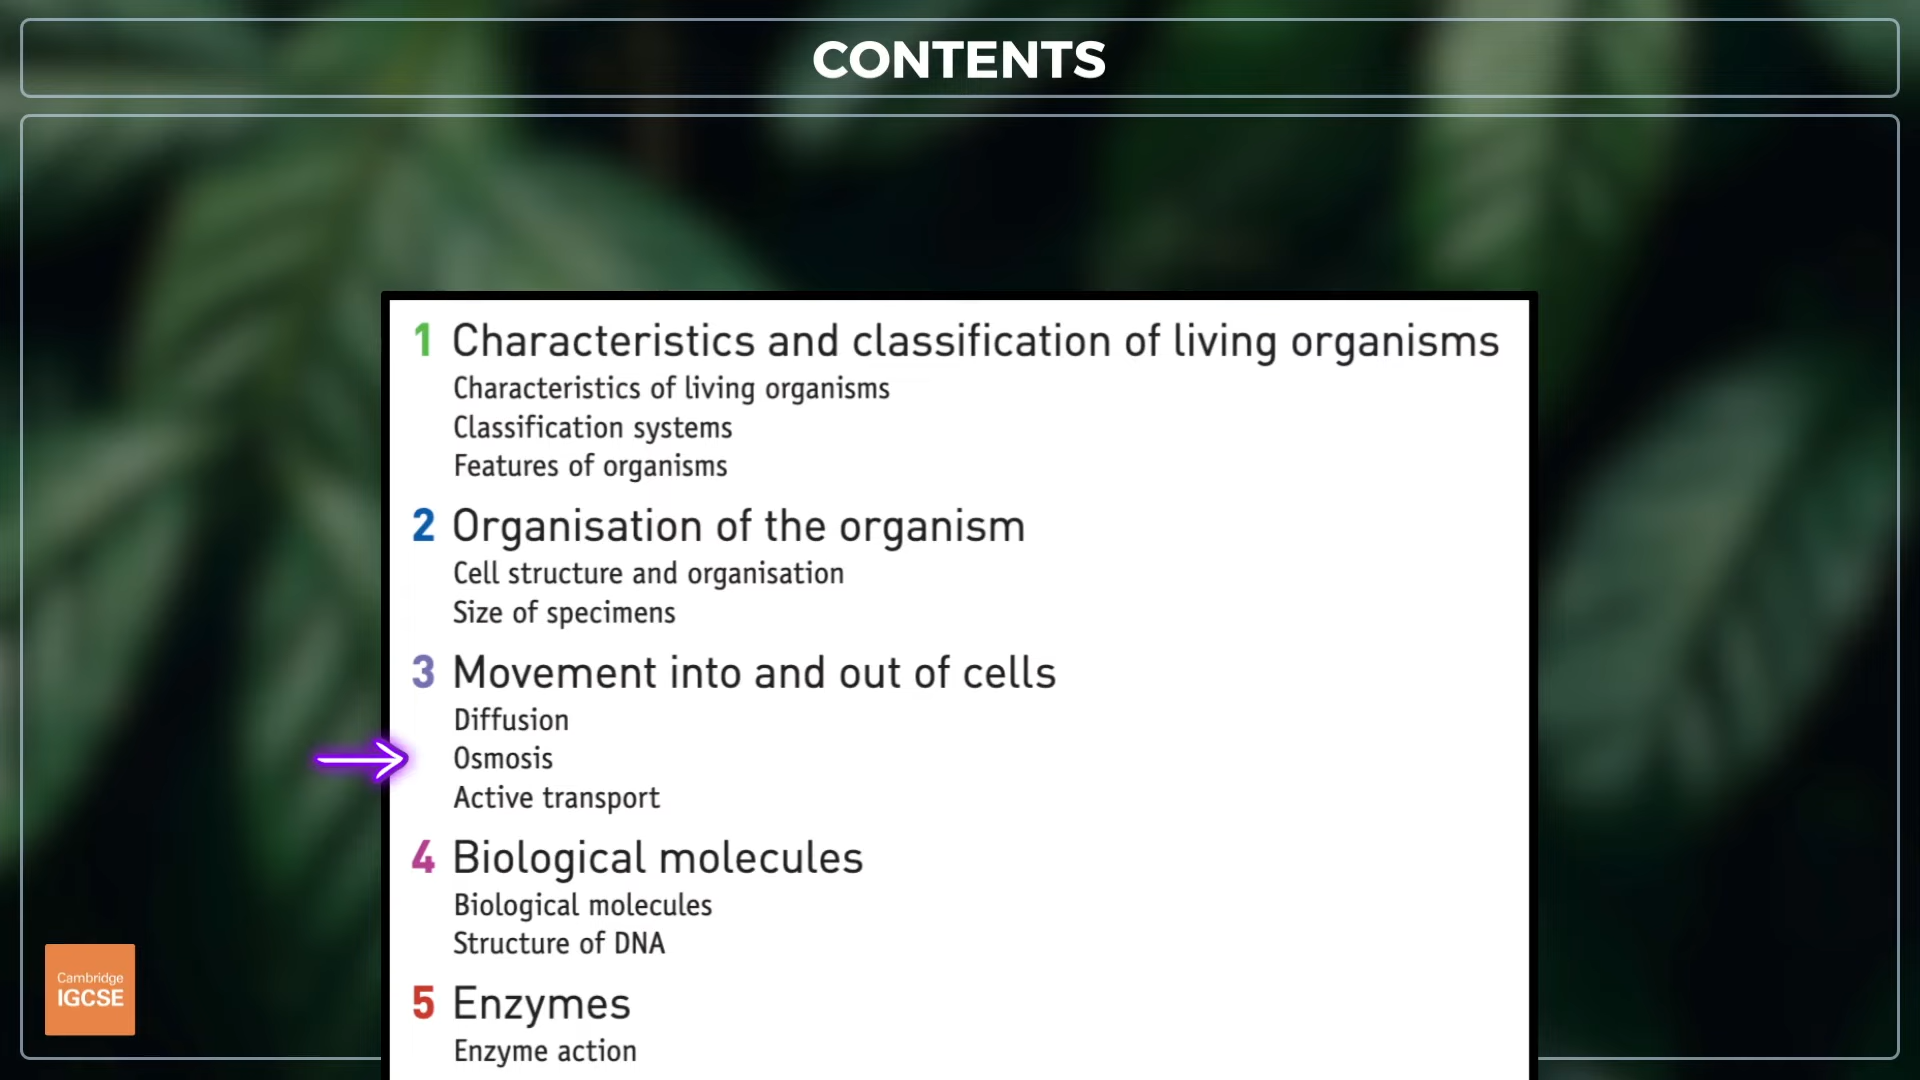 CONTENTS
1 Characteristics and classification of living organisms
Characteristics of living organisms
Classification systems
Features of organisms
2 Organisation of the organism
Cell structure and organisation
Size of specimens
3 Movement into and out of cells
Diffusion
Osmosis
Active transport
4 Biological molecules
Biological molecules
Structure of DNA
5 Enzymes
Enzyme action
Cambridge
IGCSE